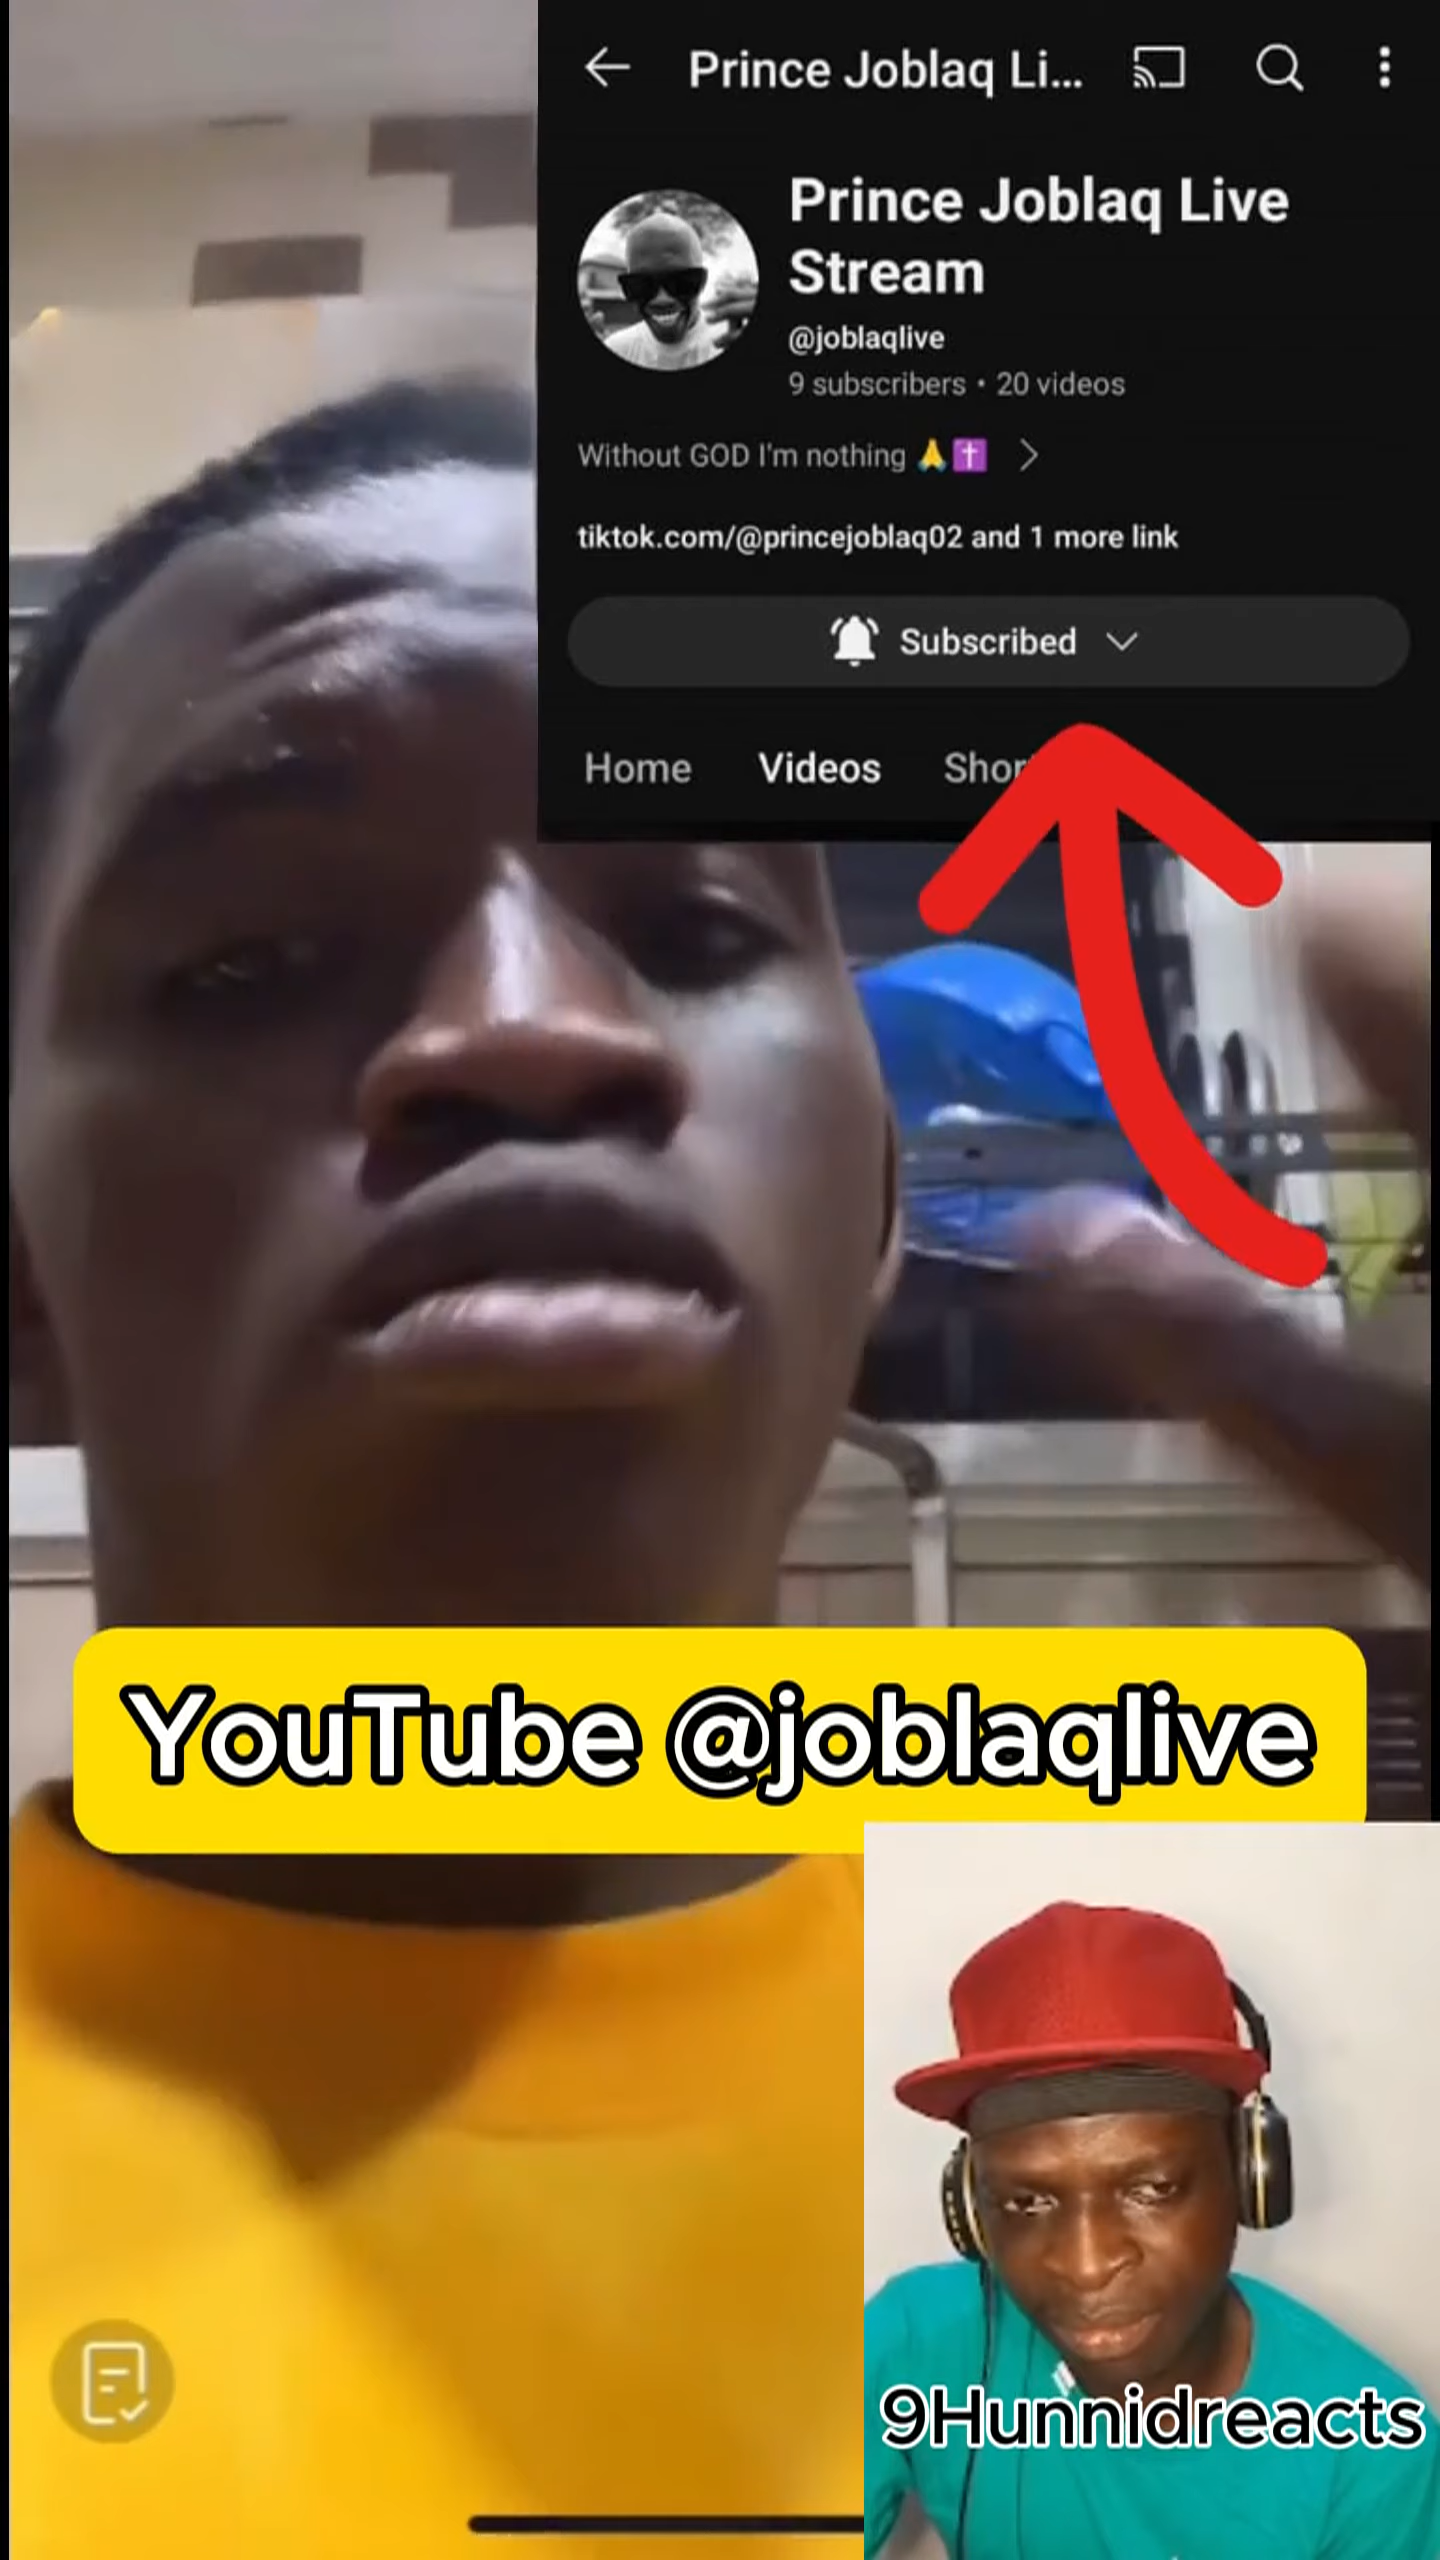 Prince Joblaq Li...
Prince Joblaq Live
Stream
@joblaqlive
9 subscribers • 20 videos
Without GOD I'm nothing 🙏✝️
tiktok.com/@princejoblaq02 and 1 more link
Subscribed
Home Videos Shor
YouTube @joblaqlive
9Hunnidreacts